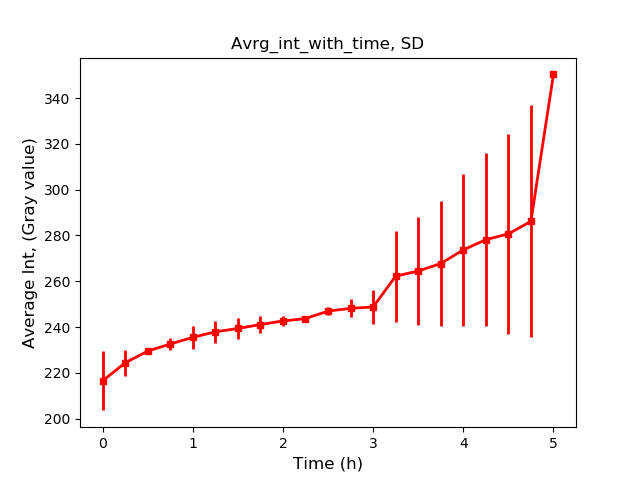 Avrg_int_with_time, SD
Average Int, (Gray value)
340
320
300
280
260
240
220
200
0 1 2 3 4 5
Time (h)